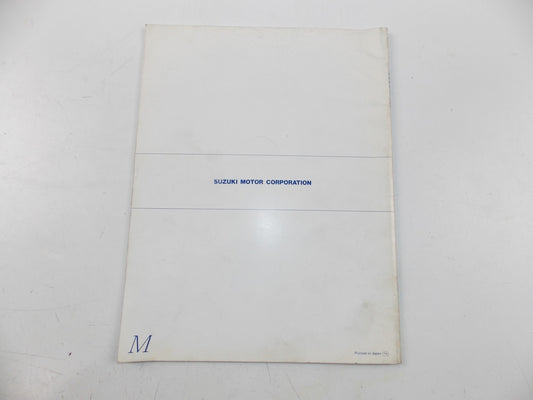 SUZUKI MOTOR CORPORATION
M
Printed in Japan